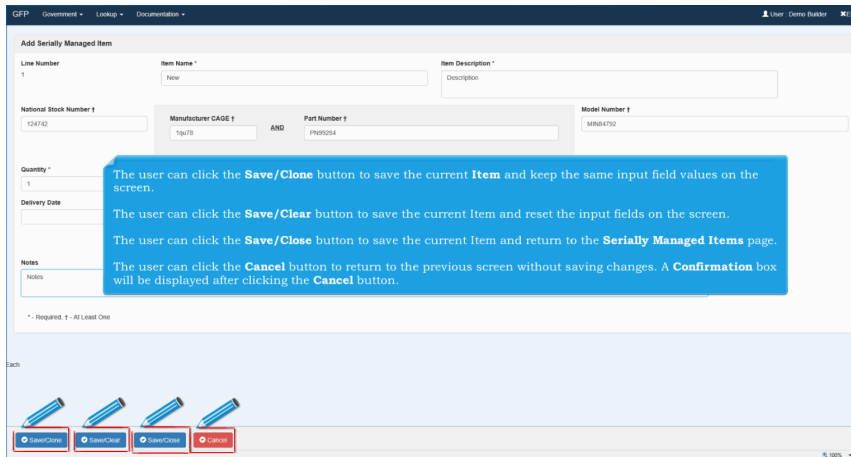 GFP Government Lookup Documentation User : Demo Builder
Add Serially Managed Item
Line Number Item Name * Item Description *
1 New Description
National Stock Number † Manufacturer CAGE † AND Part Number † Model Number †
124742 1qu78 PN99284 MIN84792
Quantity *
1
Delivery Date
The user can click the Save/Clone button to save the current Item and keep the same input field values on the
screen.
The user can click the Save/Clear button to save the current Item and reset the input fields on the screen.
The user can click the Save/Close button to save the current Item and return to the Serially Managed Items page.
The user can click the Cancel button to return to the previous screen without saving changes. A Confirmation box
will be displayed after clicking the Cancel button.
Notes
Notes
* - Required, † - At Least One
Each
Save/Clone Save/Clear Save/Close Cancel
100%